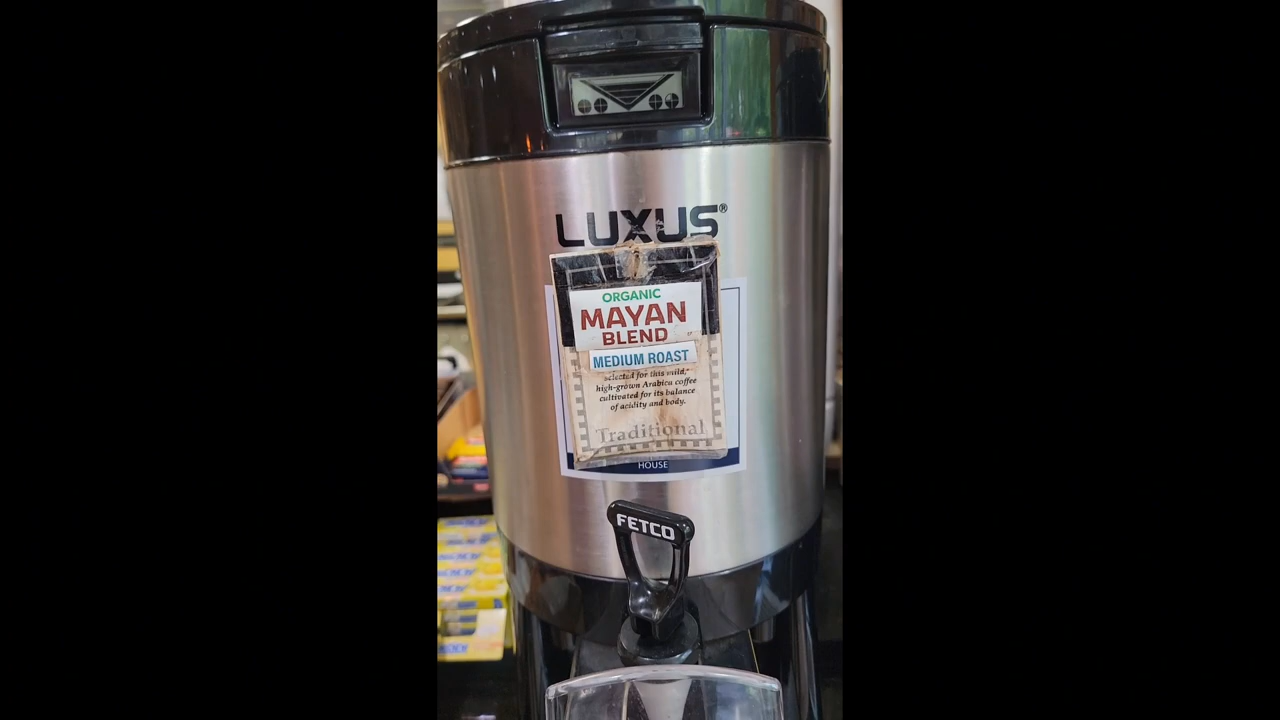 LUXUS®
ORGANIC
MAYAN
BLEND
MEDIUM ROAST
selected for this mild,
high-grown Arabica coffee
cultivated for its balance
of acidity and body.
Traditional
HOUSE
FETCO